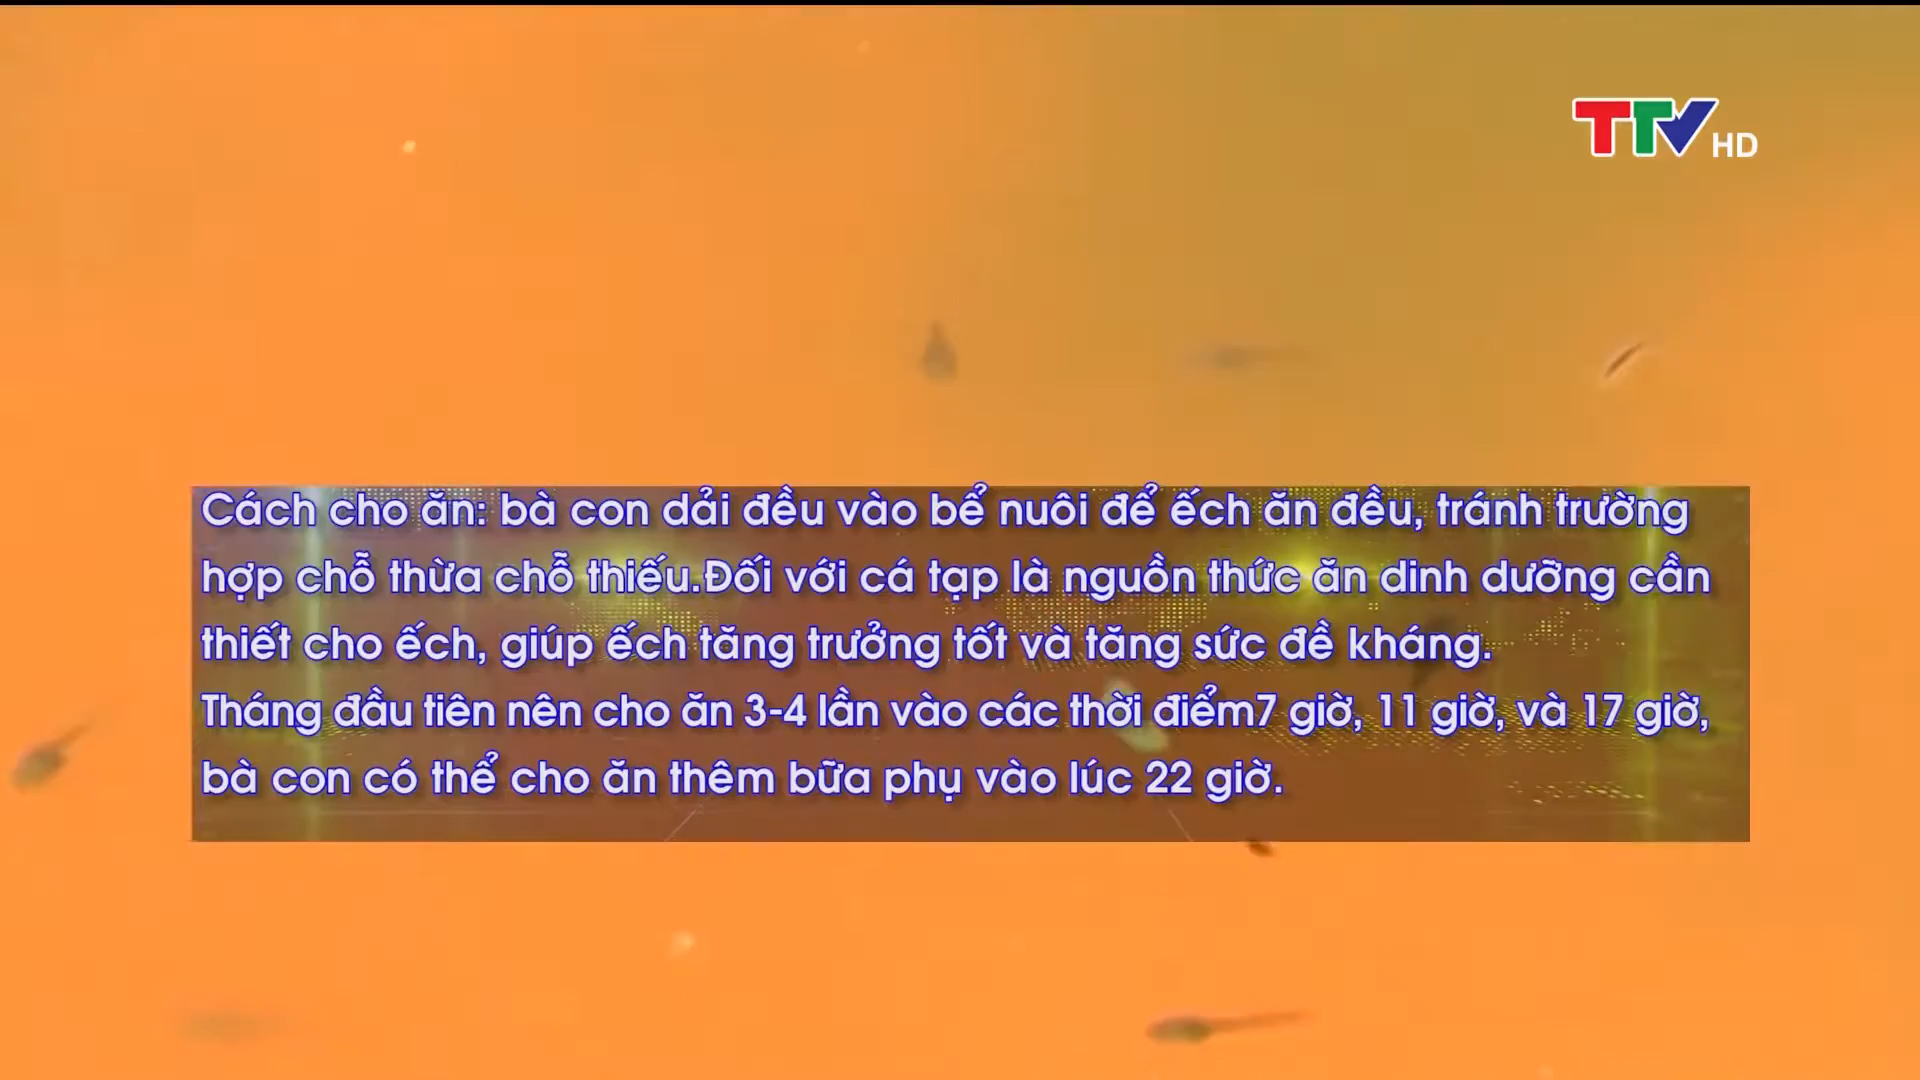 TTV HD
Cách cho ăn: bà con dải đều vào bể nuôi để ếch ăn đều, tránh trường
hợp chỗ thừa chỗ thiếu.Đối với cá tạp là nguồn thức ăn dinh dưỡng cần
thiết cho ếch, giúp ếch tăng trưởng tốt và tăng sức đề kháng.
Tháng đầu tiên nên cho ăn 3-4 lần vào các thời điểm7 giờ, 11 giờ, và 17 giờ,
bà con có thể cho ăn thêm bữa phụ vào lúc 22 giờ.